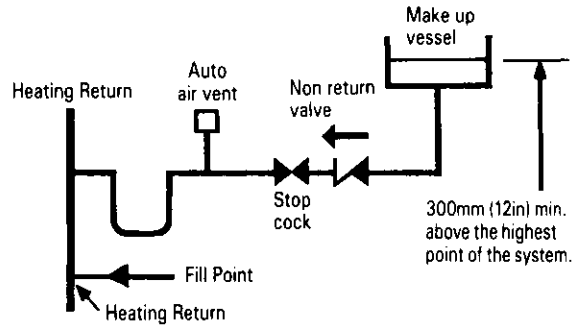 Make up
vessel
Auto
air vent
Non return
valve
Heating Return
Stop
cock
300mm (12in) min.
above the highest
point of the system.
Fill Point
Heating Return